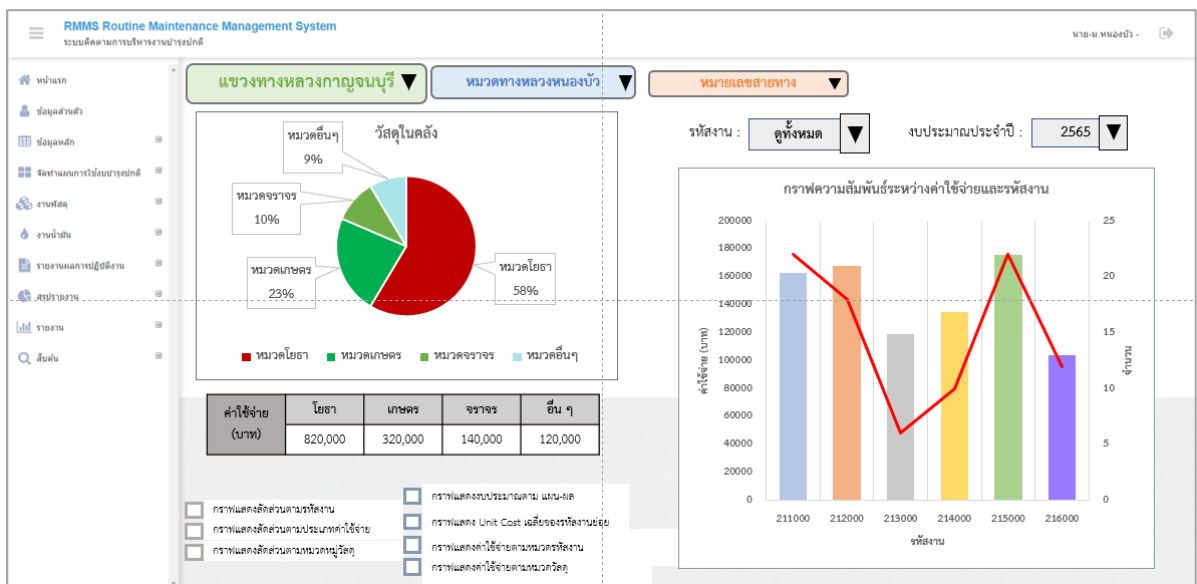 RMMS Routine Maintenance Management System
ระบบติดตามการบริหารงานบำรุงปกติ
นาย-ม.หนองบัว -
หน้าแรก
ข้อมูลส่วนตัว
ข้อมูลหลัก
จัดทำแผนการใช้งบบำรุงปกติ
งานพัสดุ
งานน้ำมัน
รายงานผลการปฏิบัติงาน
สรุปรายงาน
รายงาน
สืบค้น
แขวงทางหลวงกาญจนบุรี
หมวดทางหลวงหนองบัว
หมายเลขสายทาง
วัสดุในคลัง
หมวดอื่นๆ
9%
หมวดจราจร
10%
หมวดเกษตร
23%
หมวดโยธา
58%
หมวดโยธา หมวดเกษตร หมวดจราจร หมวดอื่นๆ
รหัสงาน : ดูทั้งหมด
งบประมาณประจำปี : 2565
กราฟความสัมพันธ์ระหว่างค่าใช้จ่ายและรหัสงาน
200000
180000
160000
140000
120000
100000
80000
60000
40000
20000
0
ค่าใช้จ่าย (บาท)
25
20
15
10
5
0
จำนวน
211000 212000 213000 214000 215000 216000
รหัสงาน
ค่าใช้จ่าย (บาท) โยธา เกษตร จราจร อื่น ๆ
820,000 320,000 140,000 120,000
กราฟแสดงสัดส่วนตามรหัสงาน
กราฟแสดงสัดส่วนตามประเภทค่าใช้จ่าย
กราฟแสดงสัดส่วนตามหมวดหมู่วัสดุ
กราฟแสดงงบประมาณตาม แผน-ผล
กราฟแสดง Unit Cost เฉลี่ยของรหัสงานย่อย
กราฟแสดงค่าใช้จ่ายตามหมวดรหัสงาน
กราฟแสดงค่าใช้จ่ายตามหมวดวัสดุ